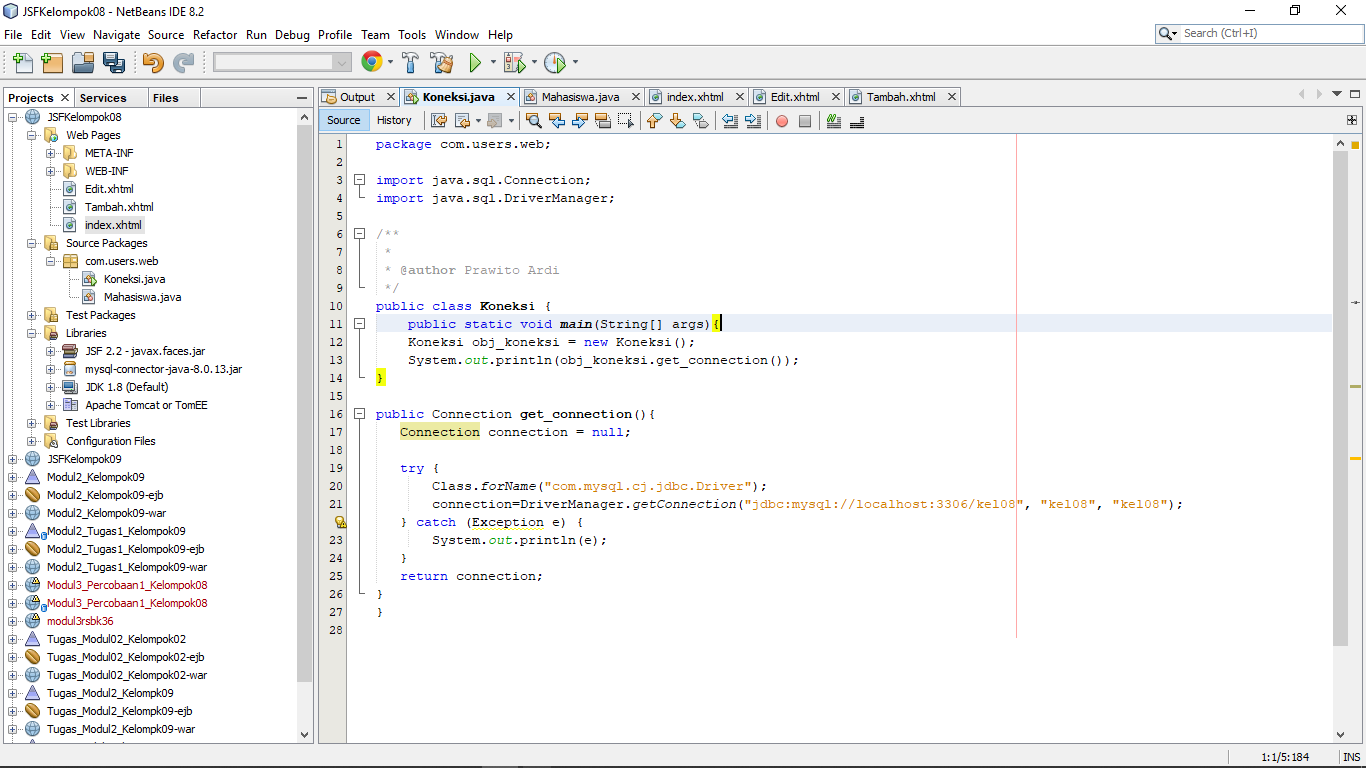 JSFKelompok08 - NetBeans IDE 8.2
File Edit View Navigate Source Refactor Run Debug Profile Team Tools Window Help
Search (Ctrl+I)
Projects Services Files
Output Koneksi.java Mahasiswa.java index.xhtml Edit.xhtml Tambah.xhtml
Source History
JSFKelompok08
Web Pages
META-INF
WEB-INF
Edit.xhtml
Tambah.xhtml
index.xhtml
Source Packages
com.users.web
Koneksi.java
Mahasiswa.java
Test Packages
Libraries
JSF 2.2 - javax.faces.jar
mysql-connector-java-8.0.13.jar
JDK 1.8 (Default)
Apache Tomcat or TomEE
Test Libraries
Configuration Files
JSFKelompok09
Modul2_Kelompok09
Modul2_Kelompok09-ejb
Modul2_Kelompok09-war
Modul2_Tugas1_Kelompok09
Modul2_Tugas1_Kelompok09-ejb
Modul2_Tugas1_Kelompok09-war
Modul3_Percobaan1_Kelompok08
Modul3_Percobaan1_Kelompok08
modul3rsbk36
Tugas_Modul02_Kelompok02
Tugas_Modul02_Kelompok02-ejb
Tugas_Modul02_Kelompok02-war
Tugas_Modul2_Kelompk09
Tugas_Modul2_Kelompk09-ejb
Tugas_Modul2_Kelompk09-war
1 package com.users.web;
2
3 import java.sql.Connection;
4 import java.sql.DriverManager;
5
6 /**
7 *
8 * @author Prawito Ardi
9 */
10 public class Koneksi {
11 public static void main(String[] args){
12 Koneksi obj_koneksi = new Koneksi();
13 System.out.println(obj_koneksi.get_connection());
14 }
15
16 public Connection get_connection(){
17 Connection connection = null;
18
19 try {
20 Class.forName("com.mysql.cj.jdbc.Driver");
21 connection=DriverManager.getConnection("jdbc:mysql://localhost:3306/kel08", "kel08", "kel08");
} catch (Exception e) {
23 System.out.println(e);
24 }
25 return connection;
26 }
27 }
28
1:1/5:184 INS